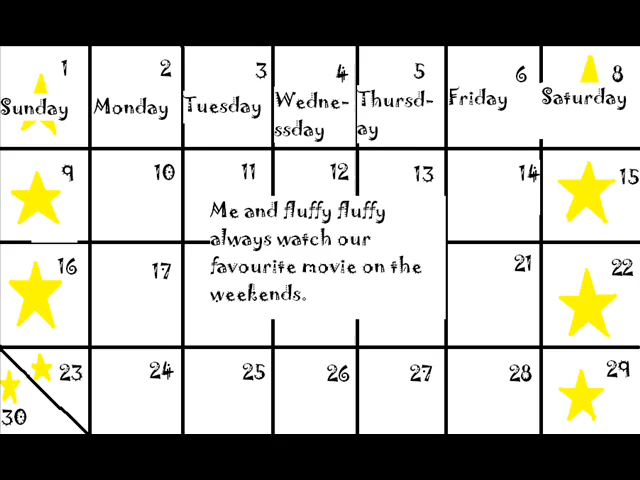 1 2 3 4 5 6 8
Sunday Monday Tuesday Wedne-ssday Thursd-ay Friday Saturday
9 10 11 12 13 14 15
Me and fluffy fluffy
always watch our
favourite movie on the
weekends.
16 17 21 22
23 24 25 26 27 28 29
30